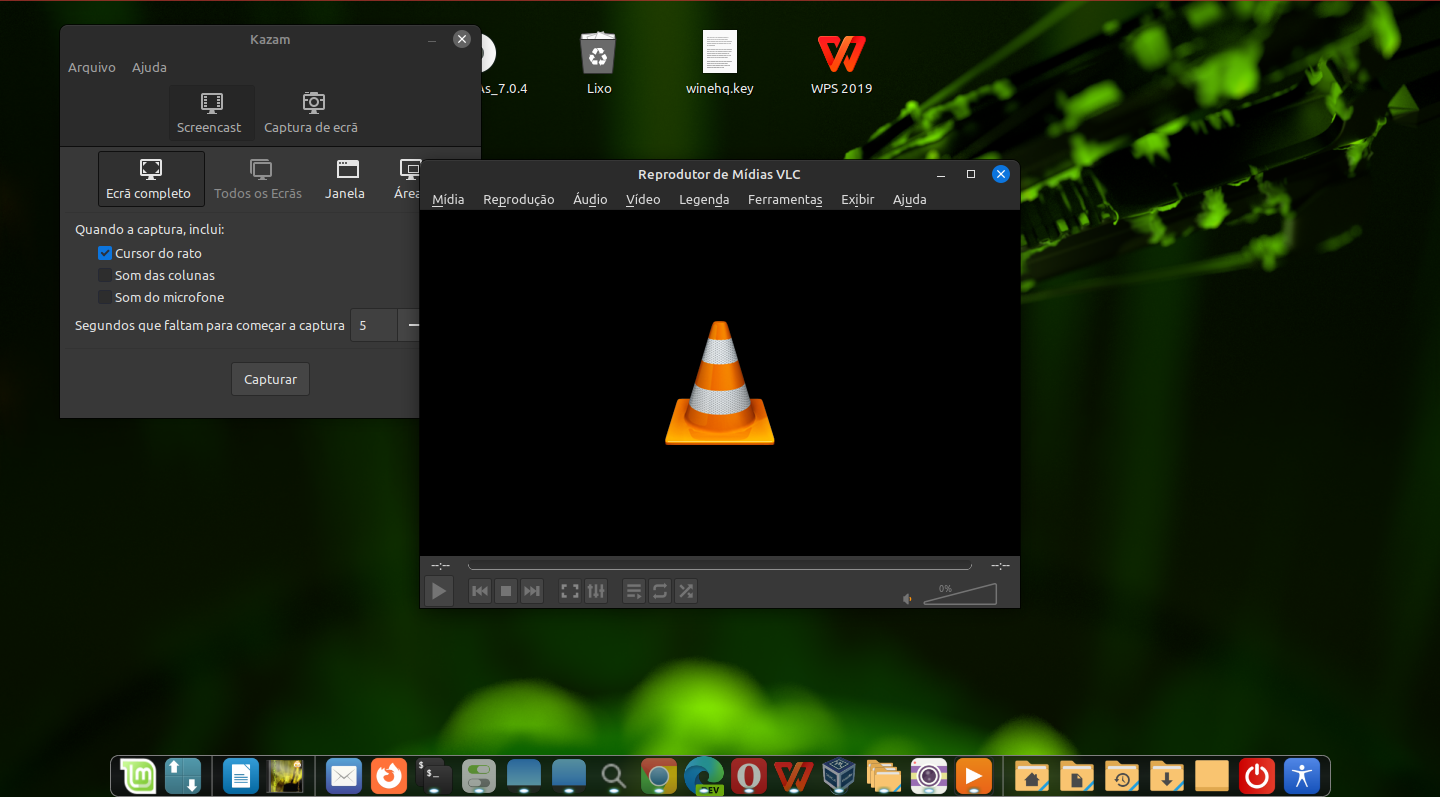 Kazam
Arquivo Ajuda
Screencast Captura de ecrã
Ecrã completo Todos os Ecrãs Janela
Quando a captura, inclui:
Cursor do rato
Som das colunas
Som do microfone
Segundos que faltam para começar a captura 5
Capturar
As_7.0.4 Lixo winehq.key WPS 2019
Reprodutor de Mídias VLC
Mídia Reprodução Áudio Vídeo Legenda Ferramentas Exibir Ajuda
--:-- --:--
0%
$ $_